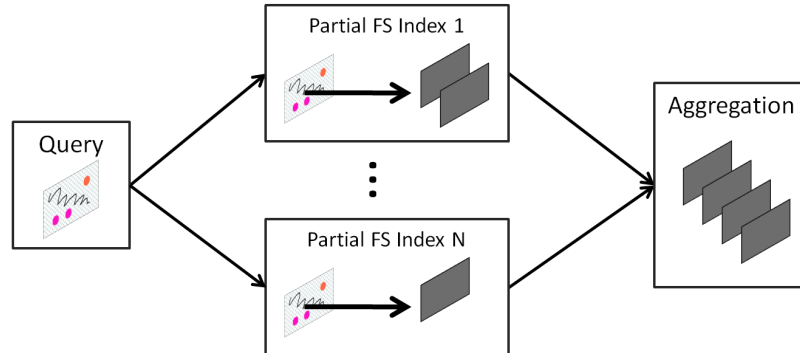 Query
Partial FS Index 1
Partial FS Index N
Aggregation